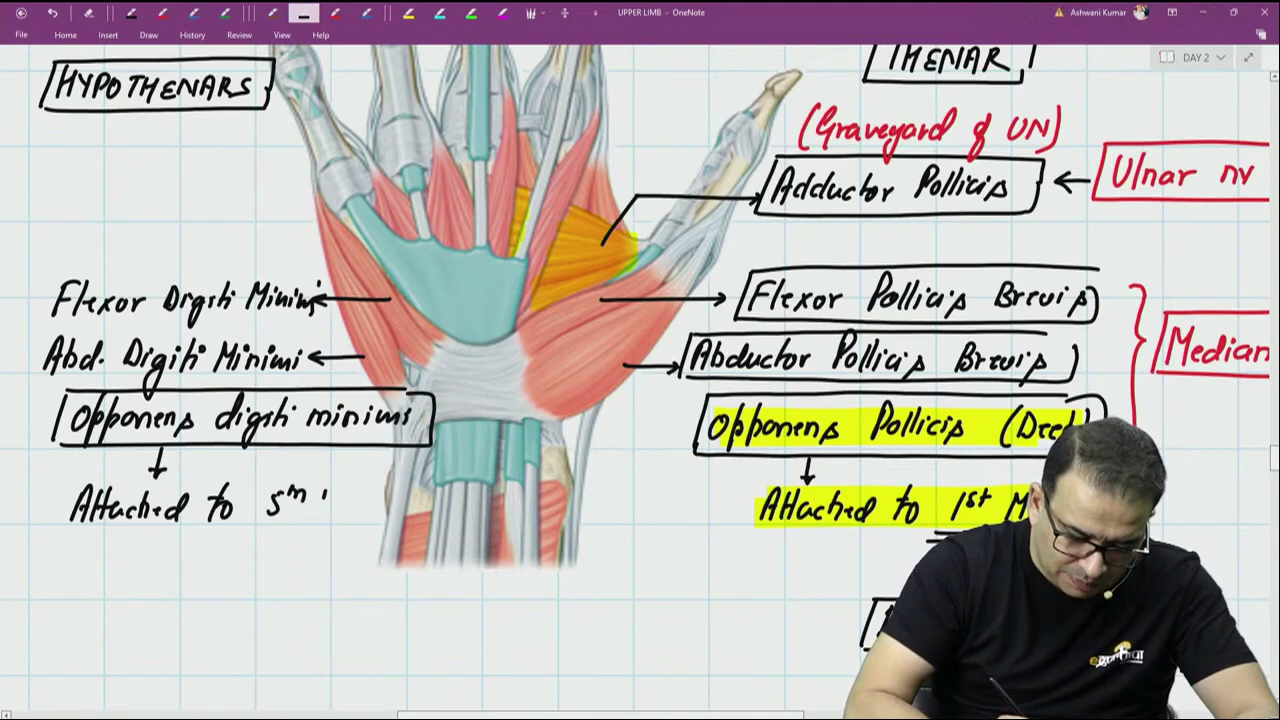 UPPER LIMB - OneNote
Ashwani Kumar
File Home Insert Draw History Review View Help
DAY 2
HYPOTHENARS
THENAR
(Graveyard of UN)
Adductor Pollicis
Ulnar nv
Flexor Digiti Minimi
Flexor Pollicis Brevis
Abd. Digiti Minimi
Abductor Pollicis Brevis
Median
Opponens digiti minimi
Opponens Pollicis
Attached to 5th
Attached to 1st M